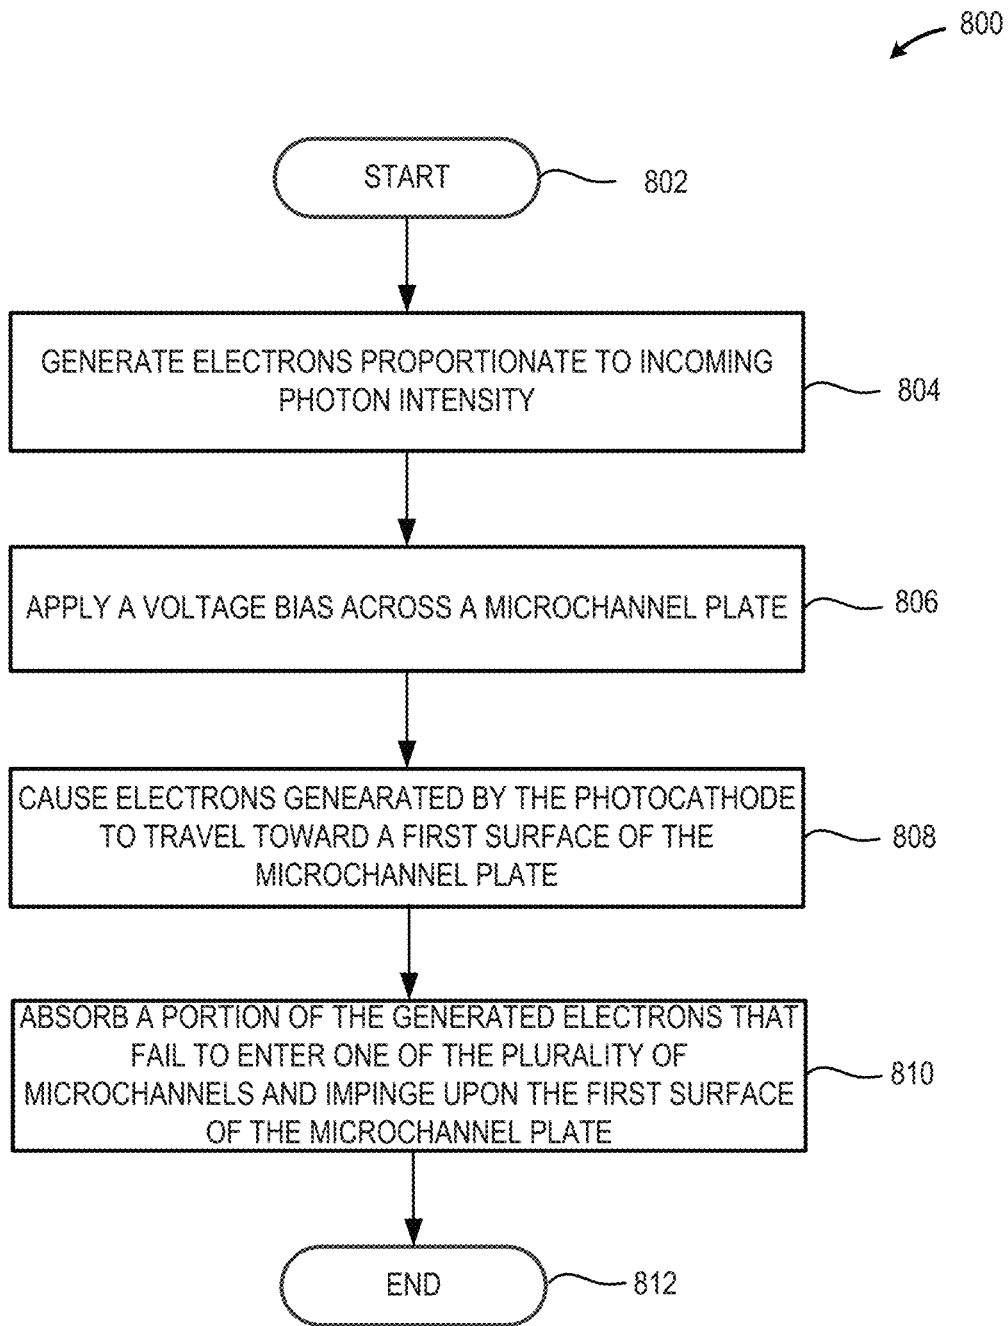 800
START
802
GENERATE ELECTRONS PROPORTIONATE TO INCOMING
PHOTON INTENSITY
804
APPLY A VOLTAGE BIAS ACROSS A MICROCHANNEL PLATE
806
CAUSE ELECTRONS GENEARATED BY THE PHOTOCATHODE
TO TRAVEL TOWARD A FIRST SURFACE OF THE
MICROCHANNEL PLATE
808
ABSORB A PORTION OF THE GENERATED ELECTRONS THAT
FAIL TO ENTER ONE OF THE PLURALITY OF
MICROCHANNELS AND IMPINGE UPON THE FIRST SURFACE
OF THE MICROCHANNEL PLATE
810
END
812